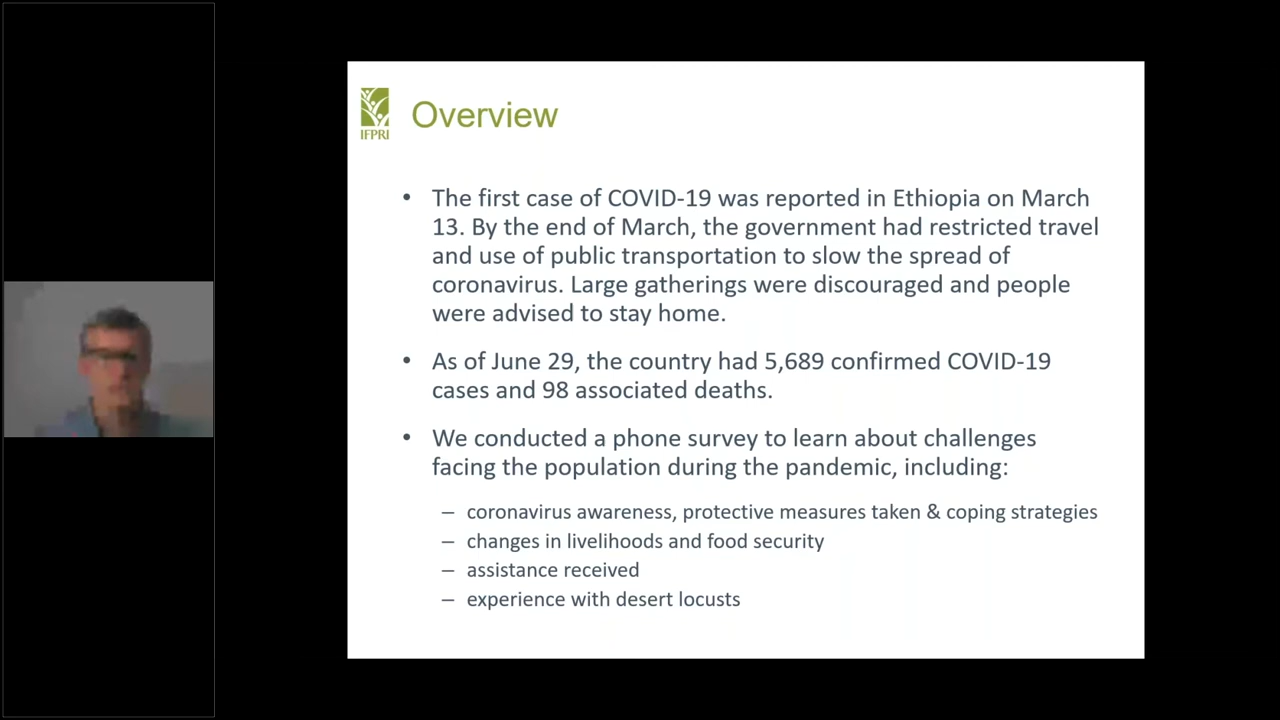 IFPRI
Overview
• The first case of COVID-19 was reported in Ethiopia on March
13. By the end of March, the government had restricted travel
and use of public transportation to slow the spread of
coronavirus. Large gatherings were discouraged and people
were advised to stay home.
• As of June 29, the country had 5,689 confirmed COVID-19
cases and 98 associated deaths.
• We conducted a phone survey to learn about challenges
facing the population during the pandemic, including:
– coronavirus awareness, protective measures taken & coping strategies
– changes in livelihoods and food security
– assistance received
– experience with desert locusts